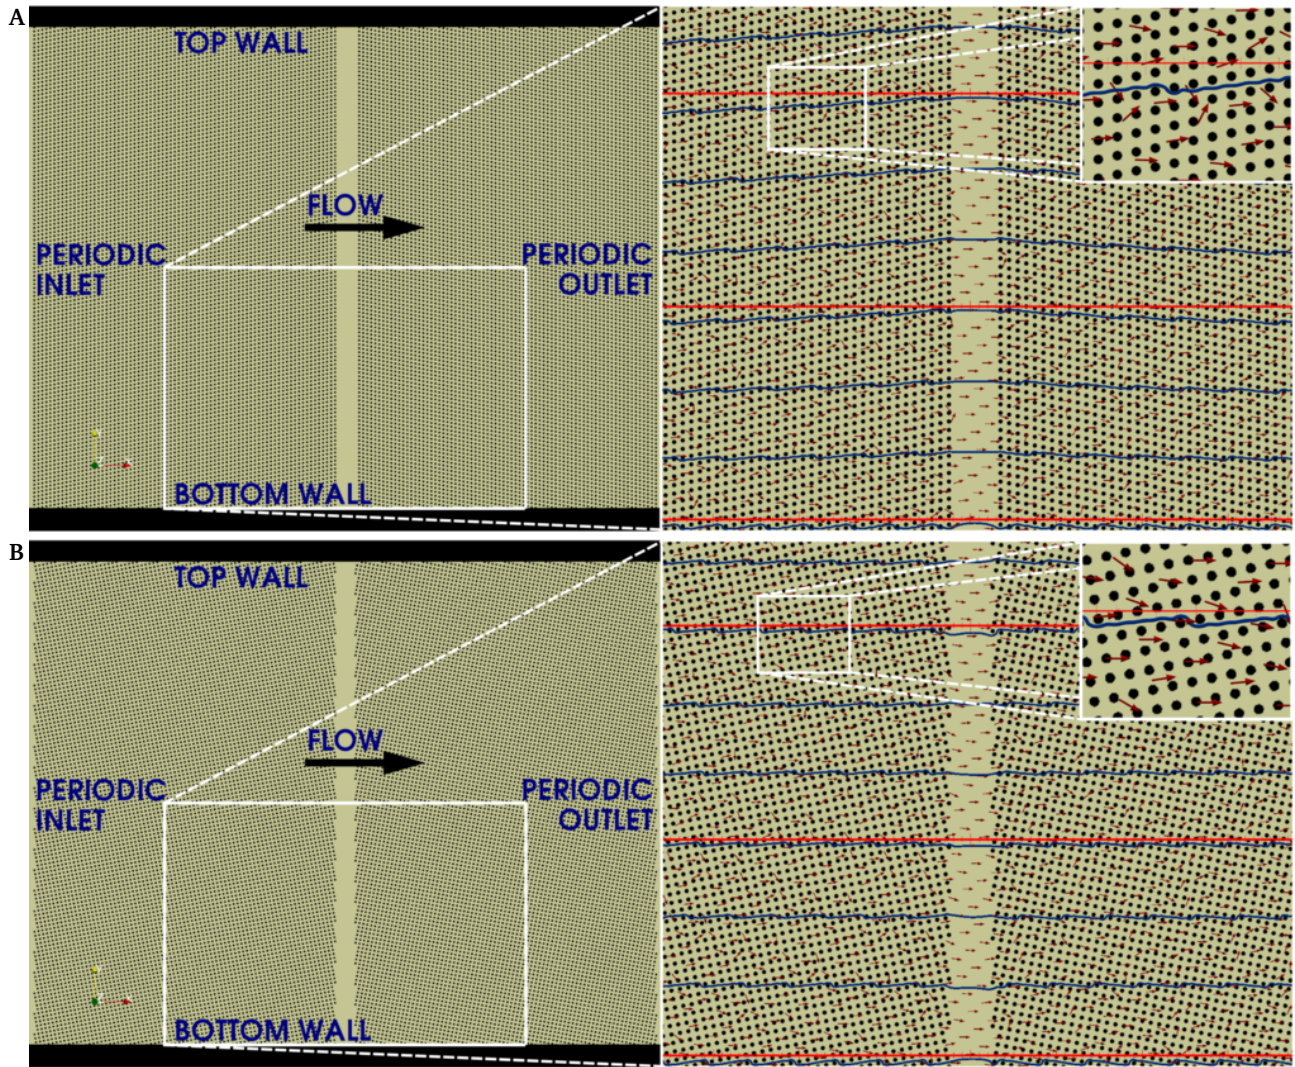 A
TOP WALL
FLOW
PERIODIC
INLET
PERIODIC
OUTLET
BOTTOM WALL
B
TOP WALL
FLOW
PERIODIC
INLET
PERIODIC
OUTLET
BOTTOM WALL